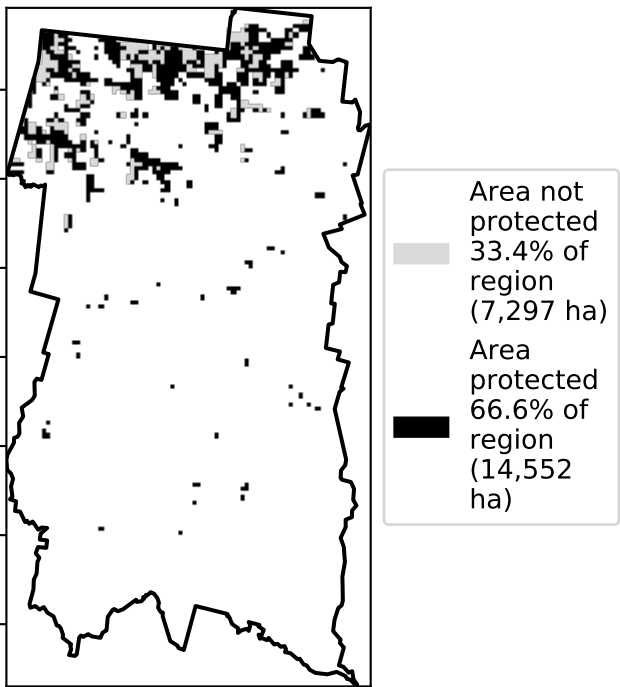 Area not
protected
33.4% of
region
(7,297 ha)
Area
protected
66.6% of
region
(14,552
ha)